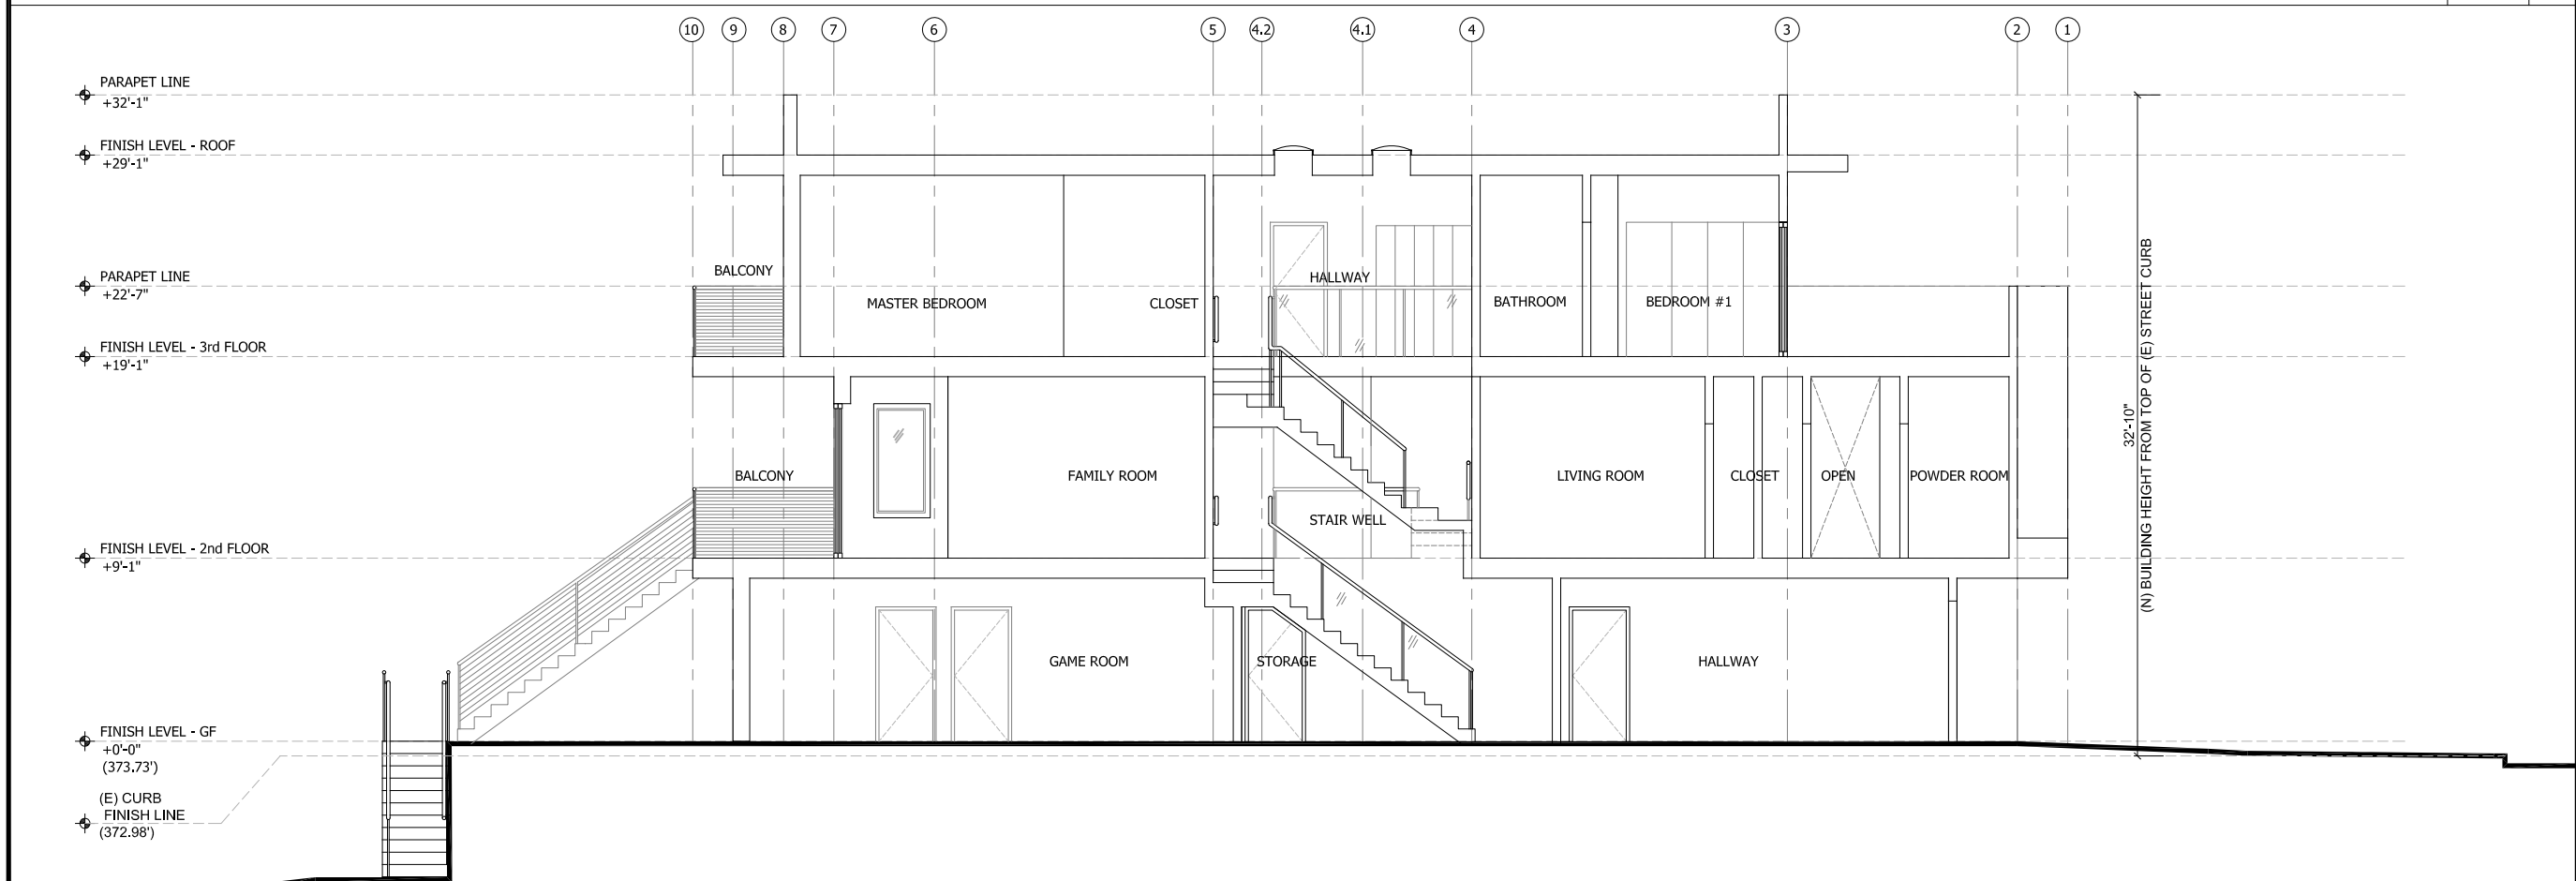 10 9 8 7 6 5 4.2 4.1 4 3 2 1
PARAPET LINE
+32'-1"
FINISH LEVEL - ROOF
+29'-1"
PARAPET LINE
+22'-7"
FINISH LEVEL - 3rd FLOOR
+19'-1"
FINISH LEVEL - 2nd FLOOR
+9'-1"
FINISH LEVEL - GF
+0'-0"
(373.73')
(E) CURB
FINISH LINE
(372.98')
BALCONY
MASTER BEDROOM
CLOSET
HALLWAY
BATHROOM
BEDROOM #1
BALCONY
FAMILY ROOM
STAIR WELL
LIVING ROOM
CLOSET
OPEN
POWDER ROOM
GAME ROOM
STORAGE
HALLWAY
32'-10"
(N) BUILDING HEIGHT FROM TOP OF (E) STREET CURB